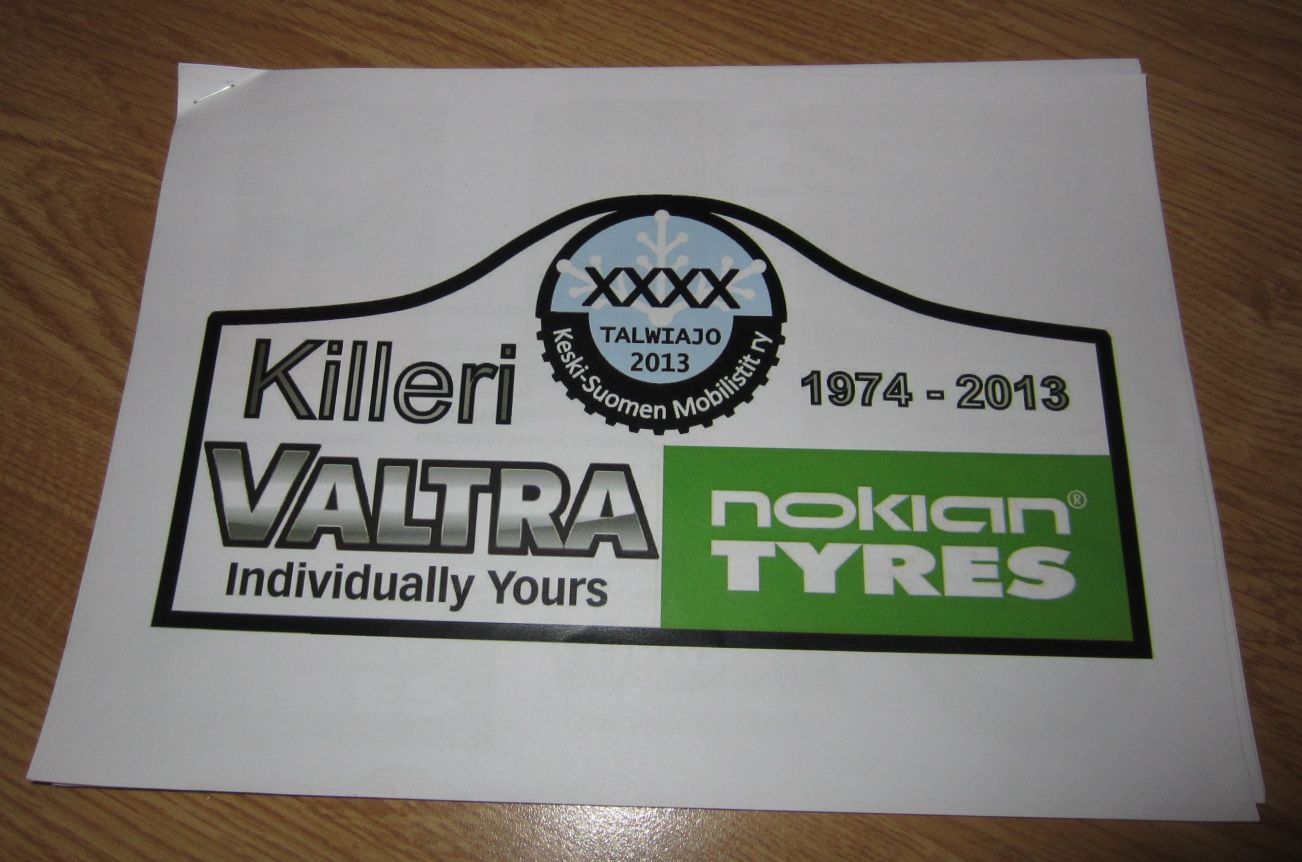 XXXX
TALWIAJO
2013
Keski-Suomen Mobilistit ry
Killeri
1974 - 2013
VALTRA
Individually Yours
nokian®
TYRES